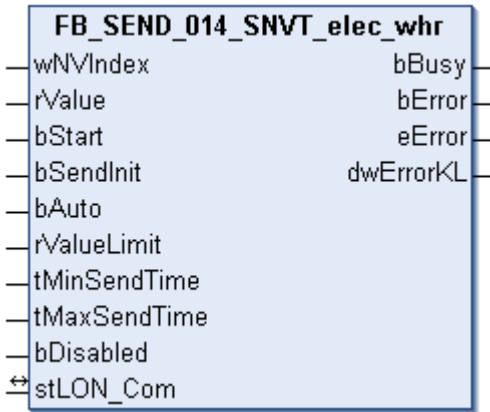 FB_SEND_014_SNVT_elec_whr
wNVIndex bBusy
rValue bError
bStart eError
bSendInit dwErrorKL
bAuto
rValueLimit
tMinSendTime
tMaxSendTime
bDisabled
stLON_Com